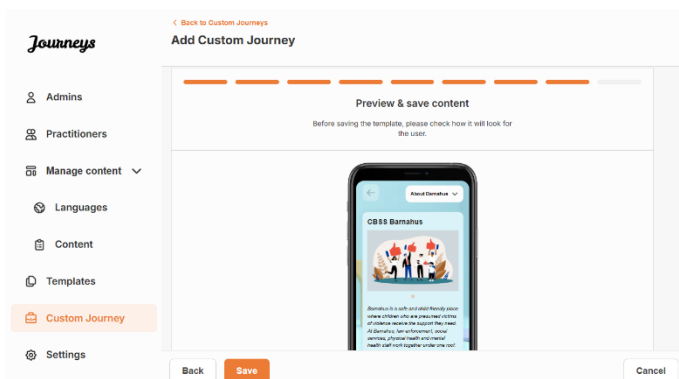 < Back to Custom Journeys
Journeys
Add Custom Journey
Admins
Practitioners
Manage content
Languages
Content
Templates
Custom Journey
Settings
Preview & save content
Before saving the template, please check how it will look for
the user.
About Barnahus
CBSS Barnahus
Barnahus is a safe and child friendly place
where children who are presumed victims
of violence receive the support they need.
At Barnahus, law enforcement, social
services, physical health and mental
health staff work together under one roof.
Back
Save
Cancel